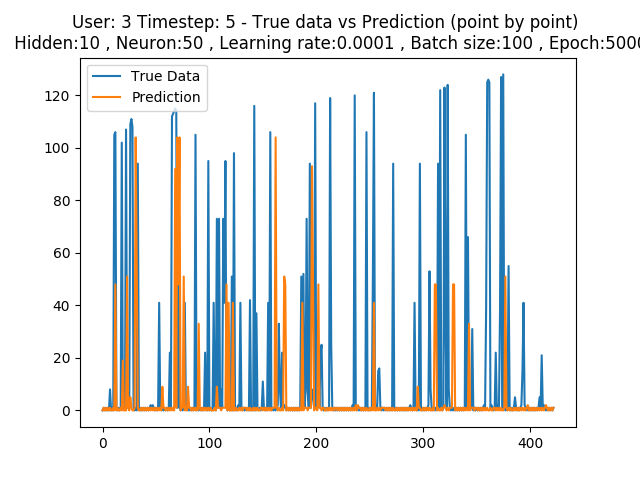 User: 3 Timestep: 5 - True data vs Prediction (point by point)
Hidden:10 , Neuron:50 , Learning rate:0.0001 , Batch size:100 , Epoch:5000
True Data
Prediction
120
100
80
60
40
20
0
0 100 200 300 400